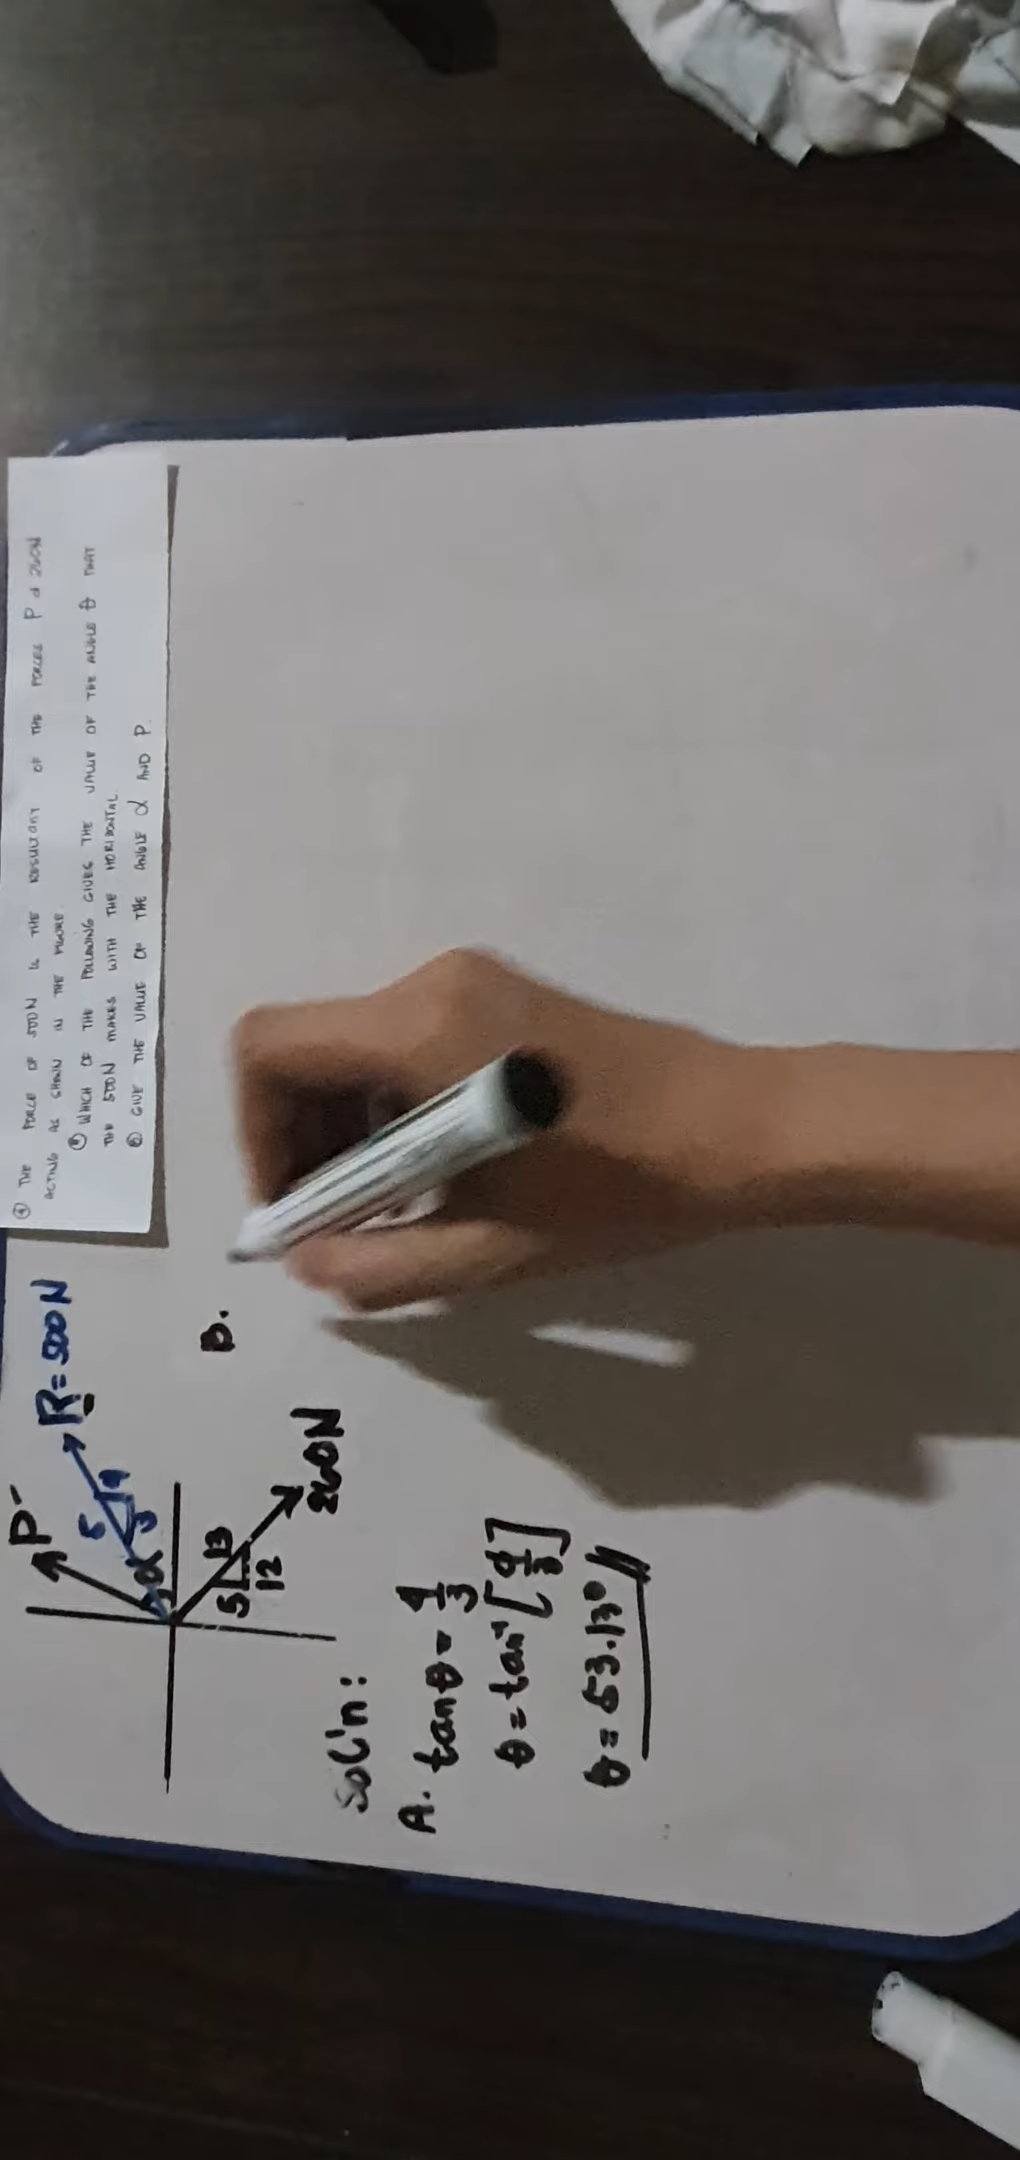 ④ THE FORCE OF 500N IS THE RESULTANT OF THE FORCES P & 260N
ACTING AS SHOWN IN THE FIGURE.
Ⓐ WHICH OF THE FOLLOWING GIVES THE VALUE OF THE ANGLE θ THAT
THE 500N MAKES WITH THE HORIZONTAL.
Ⓑ GIVE THE VALUE OF THE ANGLE α AND P.
P
R=500N
5
4
3
α
5
13
12
260N
Sol'n:
A. tanθ = 4/3
θ = tan⁻¹[4/3]
θ = 53.13°//
B.